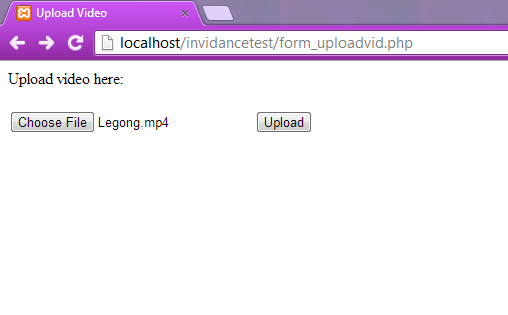 Upload Video
localhost/invidancetest/form_uploadvid.php
Upload video here:
Choose File Legong.mp4 Upload